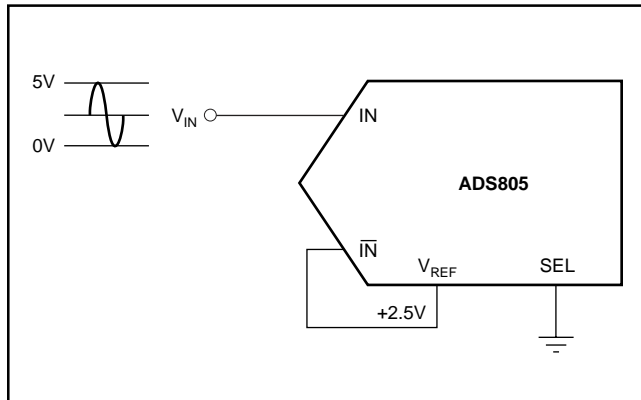 5V
0V
V_IN
IN
ADS805
I̅N̅
V_REF
SEL
+2.5V